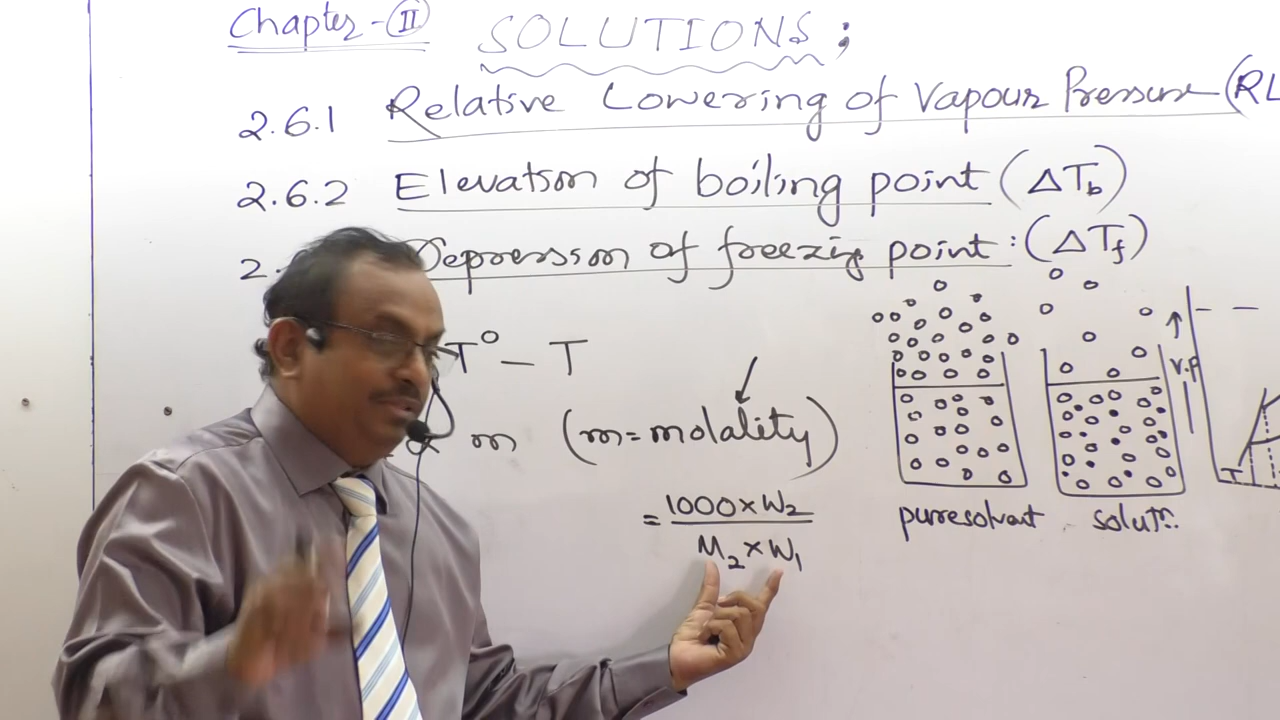 Chapter-II
SOLUTIONS;
2.6.1 Relative Lowering of Vapour Pressure (RL
2.6.2 Elevation of boiling point (ΔTb)
2. Depression of freezing point: (ΔTf)
T° – T
α m (m=molality)
= 1000×W2
M2×W1
V.P
T
pure solvent
solutn.